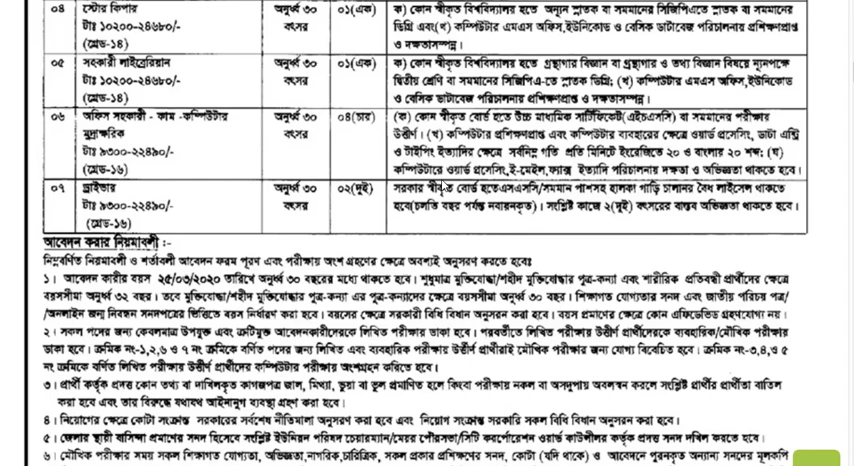 ০৪ স্টোর কিপার অনুর্ধ্ব ৩০ ০১(এক) ক) কোন স্বীকৃত বিশ্ববিদ্যালয় হতে অন্যূন স্নাতক বা সমমানের সিজিপিএতে স্নাতক বা সমমানের
টাঃ ১০২০০-২৪৬৮০/- বৎসর ডিগ্রি এবং(খ) কম্পিউটার এমএস অফিস,ইউনিকোড ও বেসিক ডাটাবেজ পরিচালনায় প্রশিক্ষণপ্রাপ্ত
(গ্রেড-১৪) ও দক্ষতাসম্পন্ন।
০৫ সহকারী লাইব্রেরিয়ান অনুর্ধ্ব ৩০ ০১(এক) ক) কোন স্বীকৃত বিশ্ববিদ্যালয় হতে গ্রন্থাগার বিজ্ঞান বা গ্রন্থাগার ও তথ্য বিজ্ঞান বিষয়ে ন্যূনপক্ষে
টাঃ ১০২০০-২৪৬৮০/- বৎসর দ্বিতীয় শ্রেণি বা সমমানের সিজিপিএ-তে স্নাতক ডিগ্রি; (খ) কম্পিউটার এমএস অফিস,ইউনিকোড
(গ্রেড-১৪) ও বেসিক ডাটাবেজ পরিচালনায় প্রশিক্ষণপ্রাপ্ত ও দক্ষতাসম্পন্ন।
০৬ অফিস সহকারী - কাম -কম্পিউটার অনুর্ধ্ব ৩০ ০৪(চার) (ক) কোন স্বীকৃত বোর্ড হতে উচ্চ মাধ্যমিক সার্টিফিকেট(এইচএসসি) বা সমমানের পরীক্ষায়
মুদ্রাক্ষরিক বৎসর উত্তীর্ণ। (খ) কম্পিউটার প্রশিক্ষণপ্রাপ্ত এবং কম্পিউটার ব্যবহারের ক্ষেত্রে ওয়ার্ড প্রসেসিং, ডাটা এন্ট্রি
টাঃ ৯৩০০-২২৪৯০/- ও টাইপিং ইত্যাদির ক্ষেত্রে সর্বনিম্ন গতি প্রতি মিনিটে ইংরেজিতে ২০ ও বাংলায় ২০ শব্দ; (ঘ)
(গ্রেড-১৬) কম্পিউটারে ওয়ার্ড প্রসেসিং,ই-মেইল,ফ্যাক্স ইত্যাদি পরিচালনায় দক্ষতা ও অভিজ্ঞতা থাকতে হবে।
০৭ ড্রাইভার অনুর্ধ্ব ৩০ ০২(দুই) সরকার স্বীকৃত বোর্ড হতেএসএসসি/সমমান পাশসহ হালকা গাড়ি চালনার বৈধ লাইসেন্স থাকতে
টাঃ ৯৩০০-২২৪৯০/- বৎসর হবে(চলতি বছর পর্যন্ত নবায়নকৃত)। সংশ্লিষ্ট কাজে ২(দুই) বৎসরের বাস্তব অভিজ্ঞতা থাকতে হবে।
(গ্রেড-১৬)
আবেদন করার নিয়মাবলী :-
নিম্নবর্ণিত নিয়মাবলী ও শর্তাবলী আবেদন ফরম পূরণ এবং পরীক্ষায় অংশ গ্রহণের ক্ষেত্রে অবশ্যই অনুসরণ করতে হবেঃ
১। আবেদন কারীর বয়স ২৫/০৩/২০২০ তারিখে অনুর্ধ্ব ৩০ বছরের মধ্যে থাকতে হবে। শুধুমাত্র মুক্তিযোদ্ধা/শহীদ মুক্তিযোদ্ধার পুত্র-কন্যা এবং শারীরিক প্রতিবন্ধী প্রার্থীদের ক্ষেত্রে
বয়সসীমা অনুর্ধ্ব ৩২ বছর। তবে মুক্তিযোদ্ধা/শহীদ মুক্তিযোদ্ধার পুত্র-কন্যা এর পুত্র-কন্যাদের ক্ষেত্রে বয়সসীমা অনুর্ধ্ব ৩০ বছর। শিক্ষাগত যোগ্যতার সনদ এবং জাতীয় পরিচয় পত্র/
/অনলাইন জন্ম নিবন্ধন সনদপত্রের ভিত্তিতে বয়স নির্ধারণ করা হবে। বয়সের ক্ষেত্রে সরকারী বিধি বিধান অনুসরন করা হবে। বয়স প্রমাণের ক্ষেত্রে কোন এফিডেভিড গ্রহণযোগ্য নয়।
২। সকল পদের জন্য কেবলমাত্র উপযুক্ত এবং ত্রুটিমুক্ত আবেদনকারীদেরকে লিখিত পরীক্ষায় ডাকা হবে। পরবর্তীতে লিখিত পরীক্ষায় উত্তীর্ণ প্রার্থীদেরকে ব্যবহারিক/মৌখিক পরীক্ষায়
ডাকা হবে। ক্রমিক নং-১,২,৬ ও ৭ নং ক্রমিকে বর্ণিত পদের জন্য লিখিত এবং ব্যবহারিক পরীক্ষায় উত্তীর্ণ প্রার্থীরাই মৌখিক পরীক্ষার জন্য যোগ্য বিবেচিত হবে। ক্রমিক নং-৩,৪,ও ৫
নং ক্রমিকে বর্ণিত লিখিত পরীক্ষায় উত্তীর্ণ প্রার্থীদের কম্পিউটার পরীক্ষায় অংশগ্রহন করিতে হবে।
৩। প্রার্থী কর্তৃক প্রদত্ত কোন তথ্য বা দাখিলকৃত কাগজপত্র জাল, মিথ্যা, ভুয়া বা ভুল প্রমাণিত হলে কিংবা পরীক্ষায় নকল বা অসদুপায় অবলম্বন করলে সংশ্লিষ্ট প্রার্থীর প্রার্থীতা বাতিল
করা হবে এবং তার বিরুদ্ধে যথাযথ আইনানুগ ব্যবস্থা গ্রহণ করা হবে।
৪। নিয়োগের ক্ষেত্রে কোটা সংক্রান্ত সরকারের সর্বশেষ নীতিমালা অনুসরণ করা হবে এবং নিয়োগ সংক্রান্ত সরকারি সকল বিধি বিধান অনুসরন করা হবে।
৫। জেলার স্থায়ী বাসিন্দা প্রমাণের সনদ হিসেবে সংশ্লিষ্ট ইউনিয়ন পরিষদ চেয়ারম্যান/মেয়র পৌরসভা/সিটি কর্পোরেশন ওয়ার্ড কাউন্সীলর কর্তৃক প্রদত্ত সনদ দখিল করতে হবে।
৬। মৌখিক পরীক্ষার সময় সকল শিক্ষাগত যোগ্যতা, অভিজ্ঞতা,নাগরিক,চারিত্রিক, সকল প্রকার প্রশিক্ষণের সনদ, কোটা (যদি থাকে) ও আবেদনে পুরনকৃত অন্যান্য সনদের মূলকপি